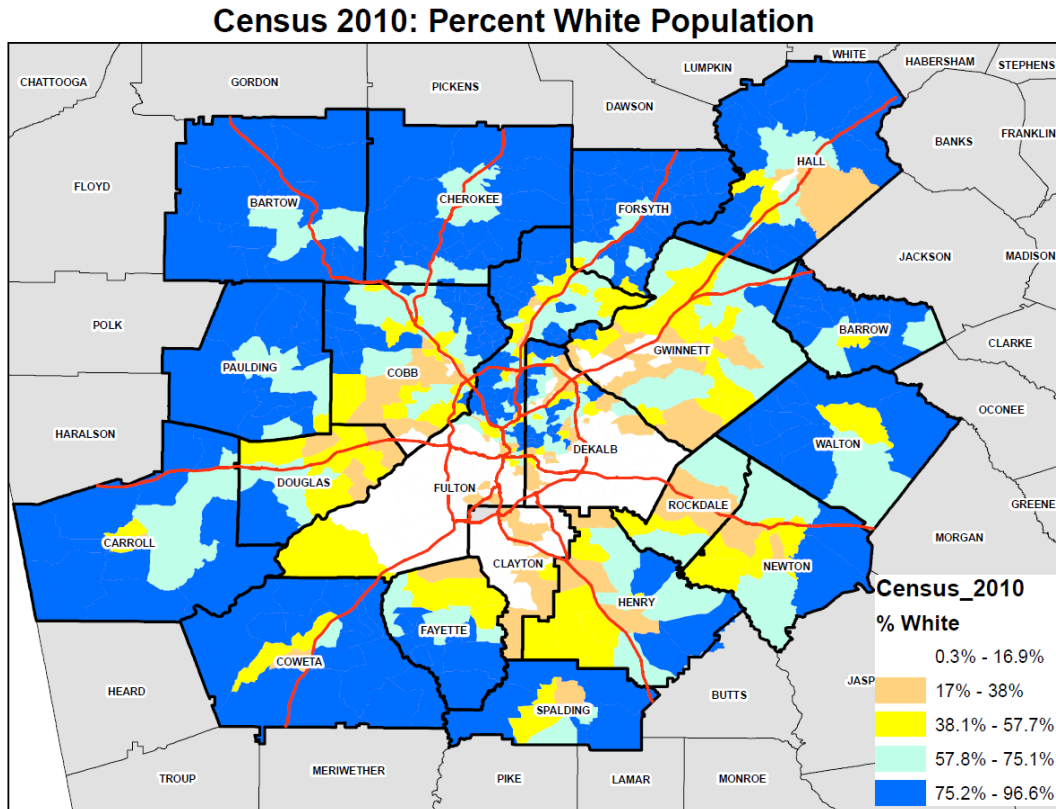 Census 2010: Percent White Population
WHITE
HABERSHAM
STEPHENS
CHATTOOGA
GORDON
PICKENS
LUMPKIN
DAWSON
FRANKLIN
BANKS
HALL
FLOYD
BARTOW
CHEROKEE
FORSYTH
JACKSON
MADISON
POLK
BARROW
CLARKE
GWINNETT
PAULDING
COBB
OCONEE
HARALSON
WALTON
DEKALB
DOUGLAS
FULTON
ROCKDALE
GREENE
CARROLL
MORGAN
CLAYTON
NEWTON
HENRY
FAYETTE
COWETA
HEARD
BUTTS
JASP
SPALDING
TROUP
MERIWETHER
PIKE
LAMAR
MONROE
Census_2010
% White
0.3% - 16.9%
17% - 38%
38.1% - 57.7%
57.8% - 75.1%
75.2% - 96.6%